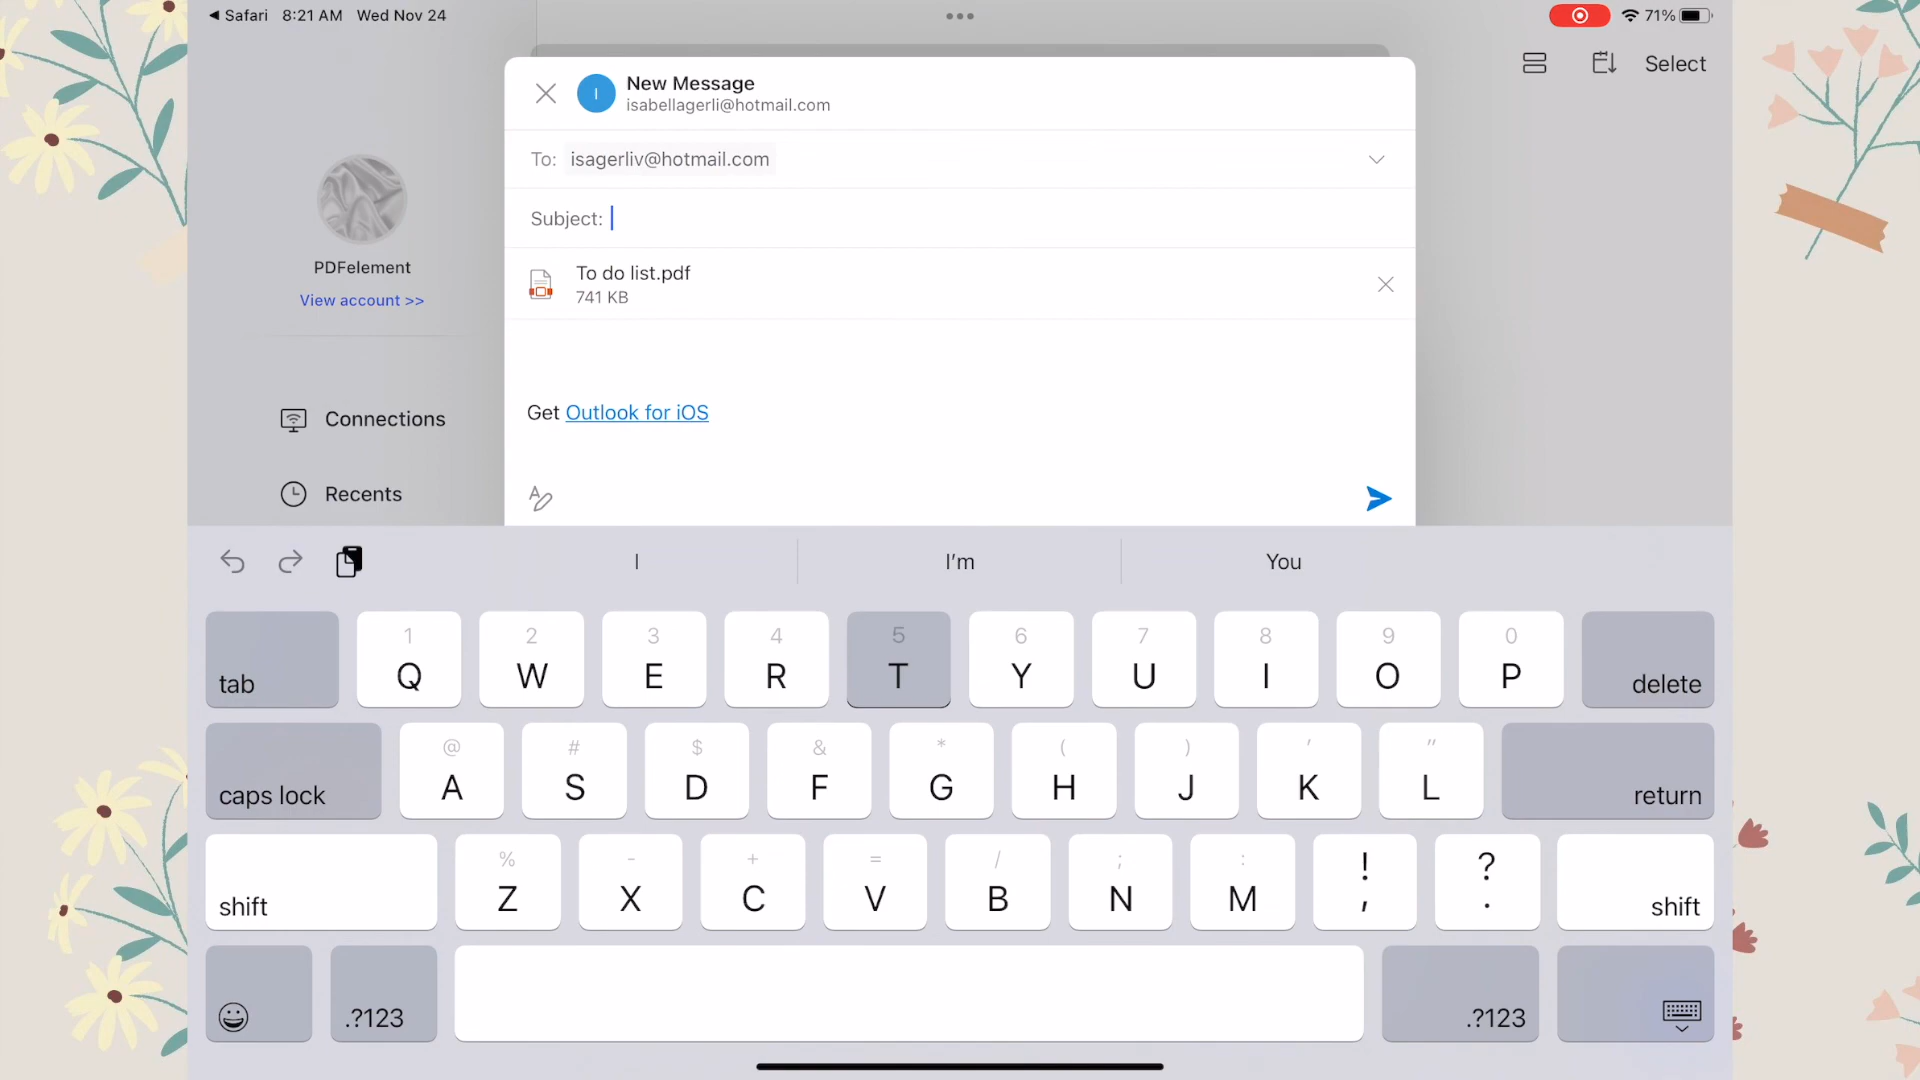 Safari 8:21 AM Wed Nov 24
71%
Select
New Message
isabellagerli@hotmail.com
To: isagerliv@hotmail.com
Subject:
To do list.pdf
741 KB
Get Outlook for iOS
PDFelement
View account >>
Connections
Recents
I I'm You
1 2 3 4 5 6 7 8 9 0
tab Q W E R T Y U I O P delete
@ # $ & * ( ) ' "
caps lock A S D F G H J K L return
% - + = / ; : ! ?
shift Z X C V B N M , . shift
.?123 .?123